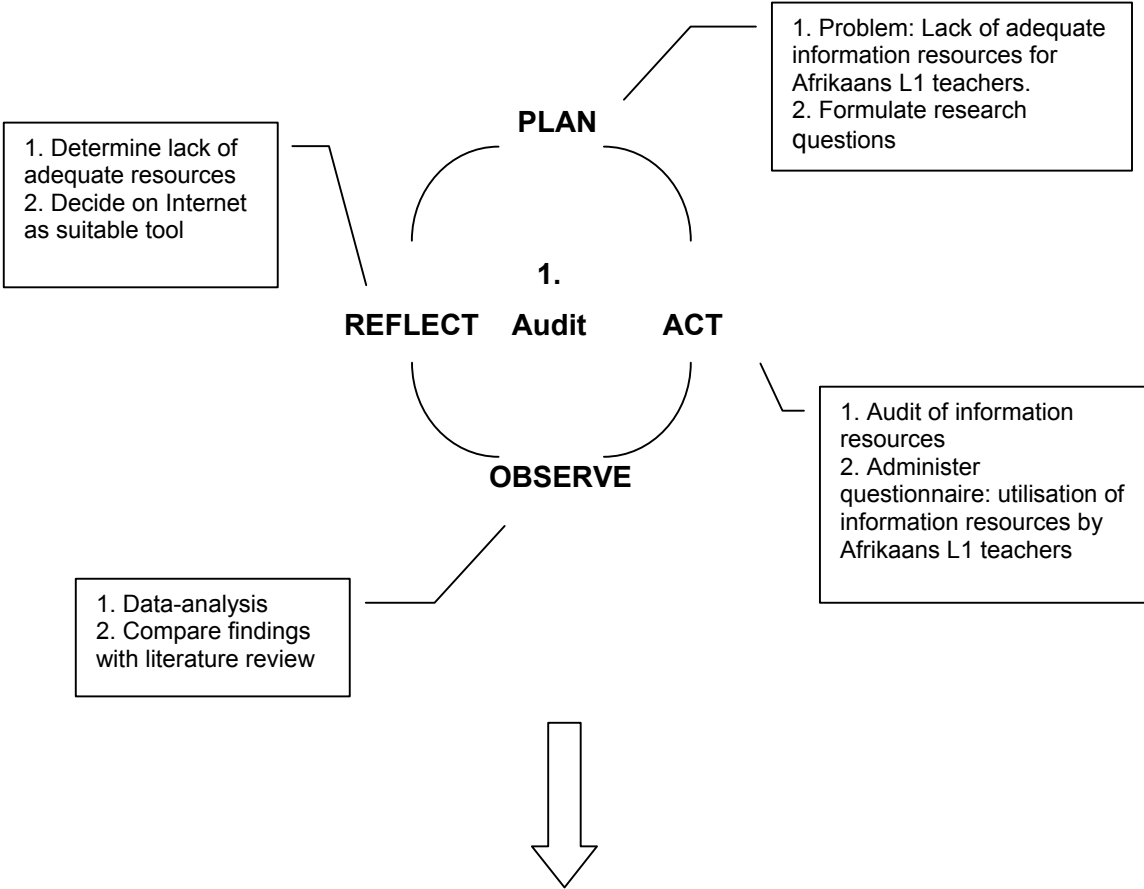 1. Problem: Lack of adequate
information resources for
Afrikaans L1 teachers.
2. Formulate research
questions
PLAN
1. Determine lack of
adequate resources
2. Decide on Internet
as suitable tool
1.
REFLECT Audit ACT
1. Audit of information
resources
2. Administer
questionnaire: utilisation of
information resources by
Afrikaans L1 teachers
OBSERVE
1. Data-analysis
2. Compare findings
with literature review